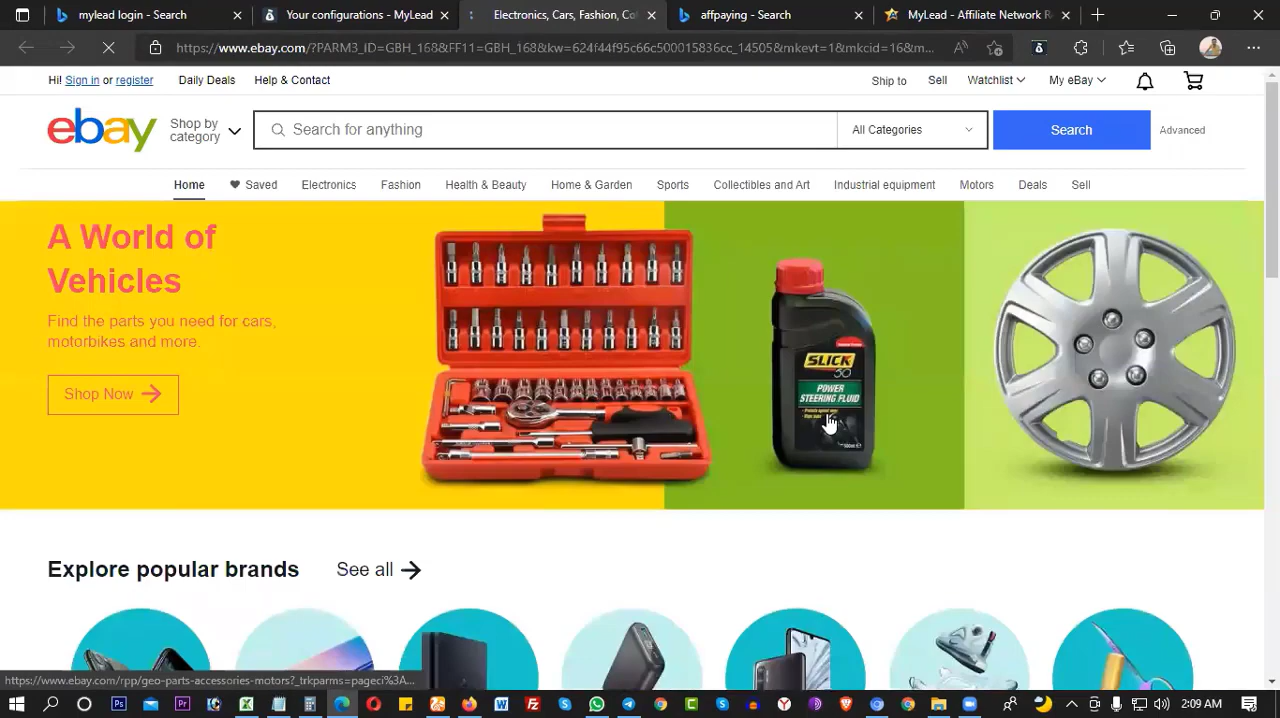 mylead login - Search
Your configurations - MyLead
Electronics, Cars, Fashion, Col
affpaying - Search
MyLead - Affiliate Network R
https://www.ebay.com/?PARM3_ID=GBH_168&FF11=GBH_168&kw=624f44f95c66c500015836cc_14505&mkevt=1&mkcid=16&m...
Hi! Sign in or register
Daily Deals
Help & Contact
Ship to
Sell
Watchlist
My eBay
ebay
Shop by
category
Search for anything
All Categories
Search
Advanced
Home
Saved
Electronics
Fashion
Health & Beauty
Home & Garden
Sports
Collectibles and Art
Industrial equipment
Motors
Deals
Sell
A World of
Vehicles
Find the parts you need for cars,
motorbikes and more.
Shop Now
SLICK
50
POWER
STEERING FLUID
Explore popular brands
See all
https://www.ebay.com/rpp/geo-parts-accessories-motors?_trkparms=pageci%3A...
2:09 AM